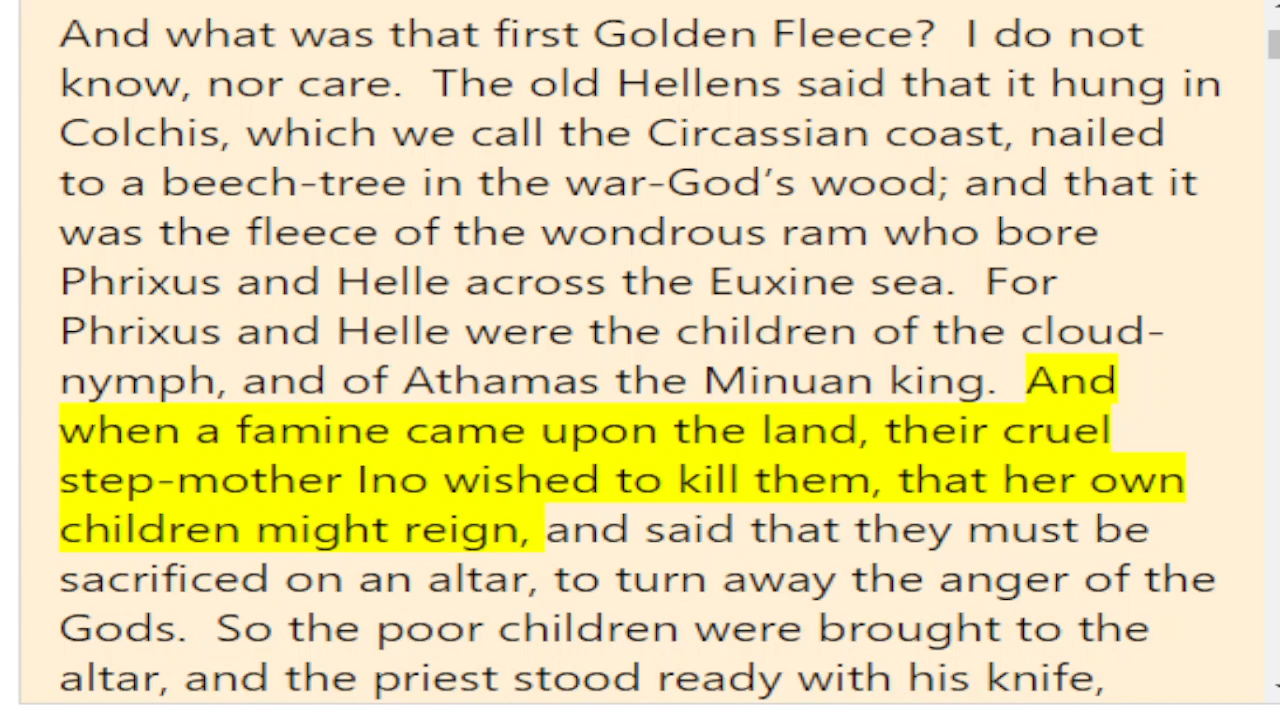 And what was that first Golden Fleece?  I do not
know, nor care.  The old Hellens said that it hung in
Colchis, which we call the Circassian coast, nailed
to a beech-tree in the war-God’s wood; and that it
was the fleece of the wondrous ram who bore
Phrixus and Helle across the Euxine sea.  For
Phrixus and Helle were the children of the cloud-
nymph, and of Athamas the Minuan king.  And
when a famine came upon the land, their cruel
step-mother Ino wished to kill them, that her own
children might reign, and said that they must be
sacrificed on an altar, to turn away the anger of the
Gods.  So the poor children were brought to the
altar, and the priest stood ready with his knife,